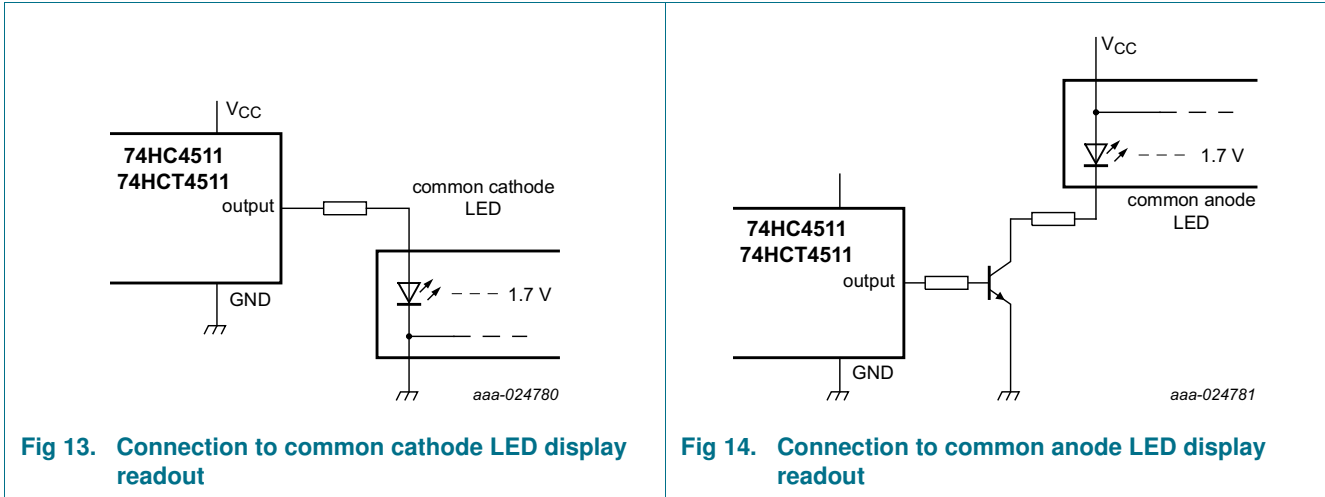 VCC
74HC4511
74HCT4511
output
common cathode
LED
1.7 V
GND
aaa-024780
Fig 13. Connection to common cathode LED display
readout
VCC
1.7 V
common anode
LED
74HC4511
74HCT4511
output
GND
aaa-024781
Fig 14. Connection to common anode LED display
readout